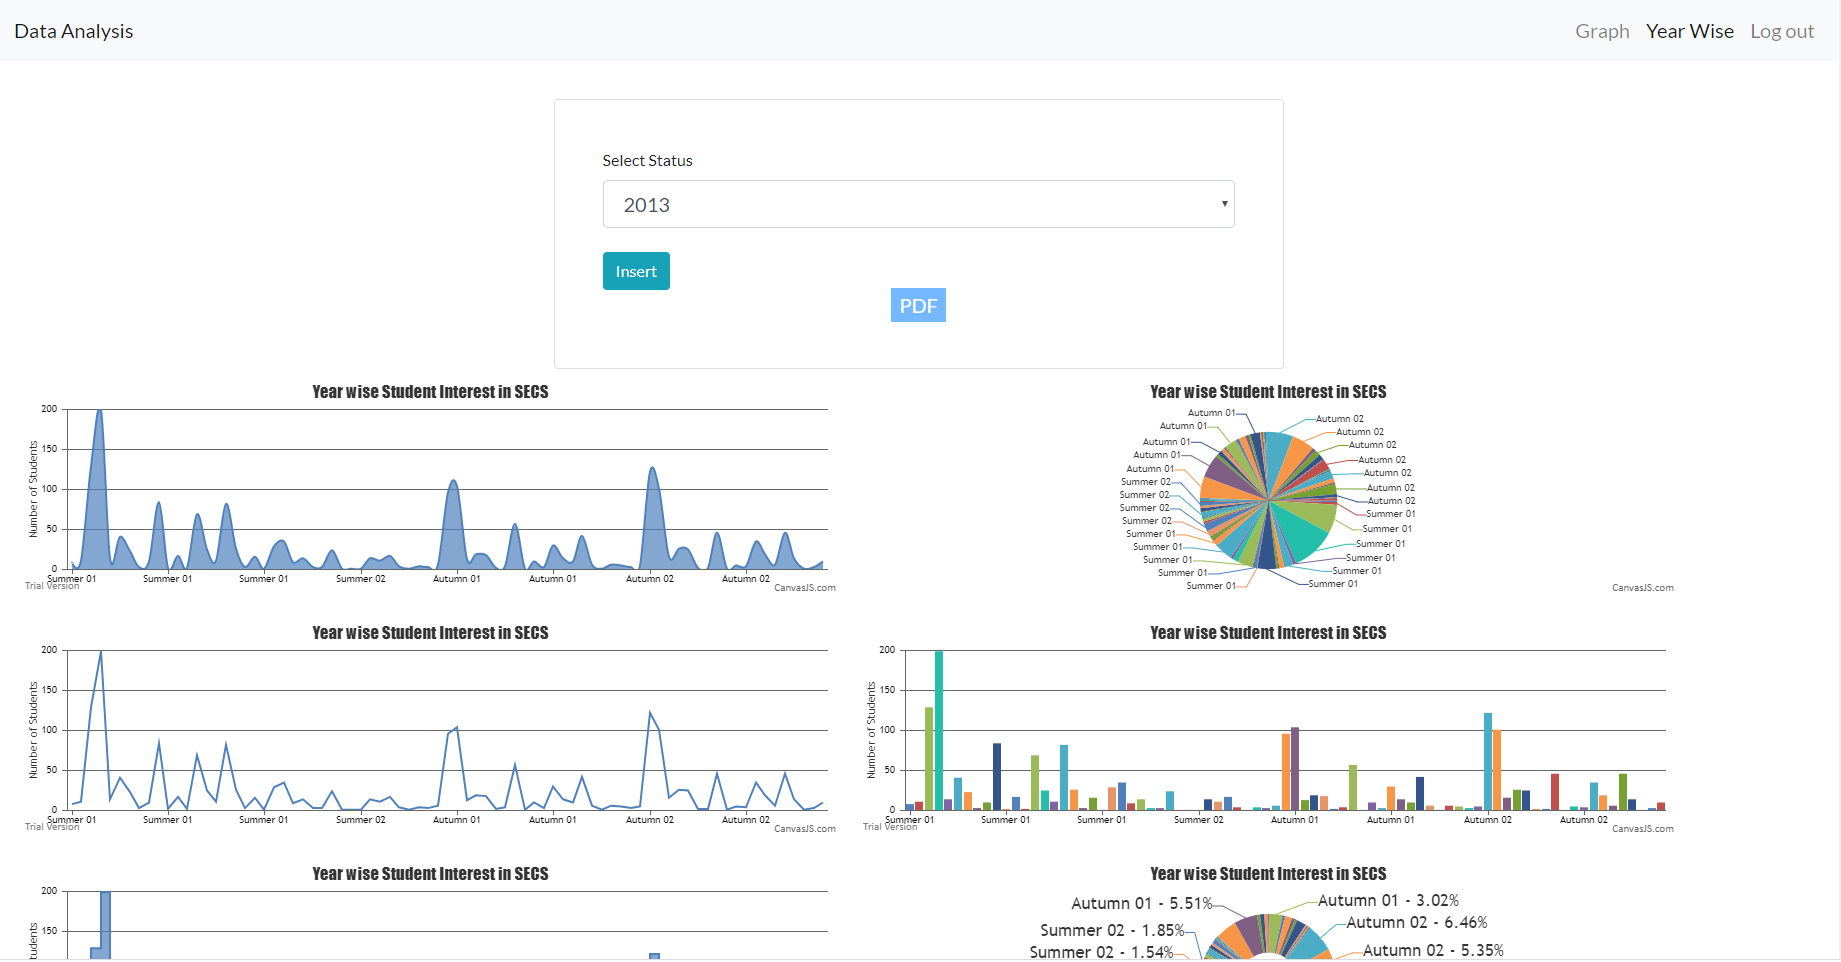 Data Analysis
Graph Year Wise Log out
Select Status
2013
Insert
PDF
Year wise Student Interest in SECS
200
150
100
50
0
Number of Students
Summer 01 Summer 01 Summer 01 Summer 02 Autumn 01 Autumn 01 Autumn 02 Autumn 02
Trial Version
CanvasJS.com
Year wise Student Interest in SECS
Autumn 01
Autumn 01
Autumn 01
Autumn 01
Autumn 01
Summer 02
Summer 02
Summer 02
Summer 02
Summer 01
Summer 01
Summer 01
Summer 01
Summer 01
Autumn 02
Autumn 02
Autumn 02
Autumn 02
Autumn 02
Autumn 02
Autumn 02
Summer 01
Summer 01
Summer 01
Summer 01
Summer 01
Summer 01
CanvasJS.com
Year wise Student Interest in SECS
200
150
100
50
0
Number of Students
Summer 01 Summer 01 Summer 01 Summer 02 Autumn 01 Autumn 01 Autumn 02 Autumn 02
Trial Version
CanvasJS.com
Year wise Student Interest in SECS
200
150
100
50
0
Number of Students
Summer 01 Summer 01 Summer 01 Summer 02 Autumn 01 Autumn 01 Autumn 02 Autumn 02
Trial Version
CanvasJS.com
Year wise Student Interest in SECS
200
150
udents
Year wise Student Interest in SECS
Autumn 01 - 5.51%
Summer 02 - 1.85%
Summer 02 - 1.54%
Autumn 01 - 3.02%
Autumn 02 - 6.46%
Autumn 02 - 5.35%